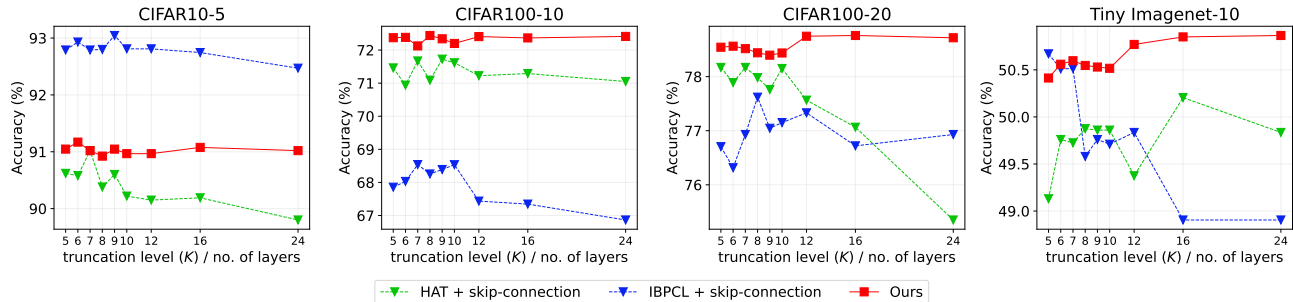 CIFAR10-5
CIFAR100-10
CIFAR100-20
Tiny Imagenet-10
Accuracy (%)
93
92
91
90
5 6 7 8 9 10 12 16 24
truncation level (K) / no. of layers
Accuracy (%)
72
71
70
69
68
67
5 6 7 8 9 10 12 16 24
truncation level (K) / no. of layers
Accuracy (%)
78
77
76
5 6 7 8 9 10 12 16 24
truncation level (K) / no. of layers
Accuracy (%)
50.5
50.0
49.5
49.0
5 6 7 8 9 10 12 16 24
truncation level (K) / no. of layers
HAT + skip-connection
IBPCL + skip-connection
Ours